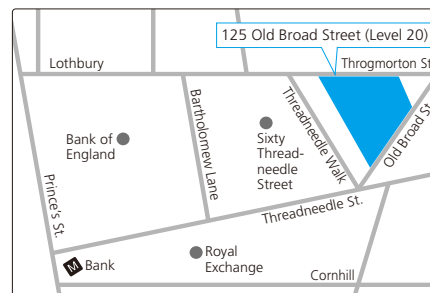 125 Old Broad Street (Level 20)
Lothbury
Throgmorton St
Bartholomew Lane
Threadneedle Walk
Old Broad St.
Bank of
England
Sixty
Thread-
needle
Street
Prince's St.
Threadneedle St.
M Bank
Royal
Exchange
Cornhill